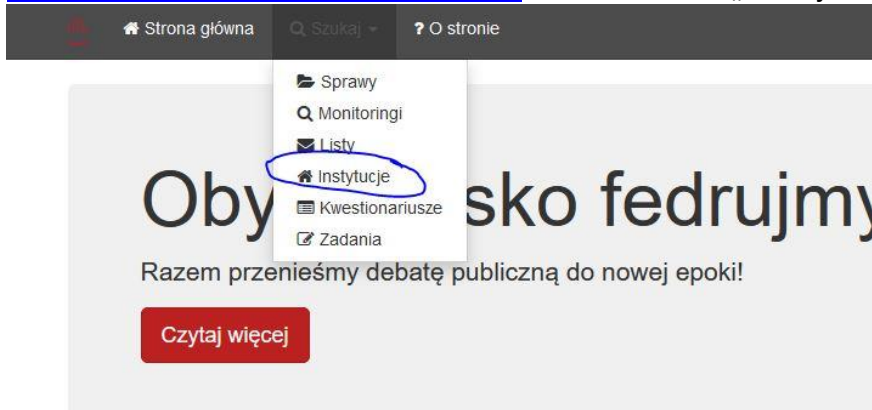 Strona główna Szukaj ? O stronie
Sprawy
Monitoringi
Listy
Instytucje
Kwestionariusze
Zadania
Oby sko fedrujmy
Razem przenieśmy debatę publiczną do nowej epoki!
Czytaj więcej